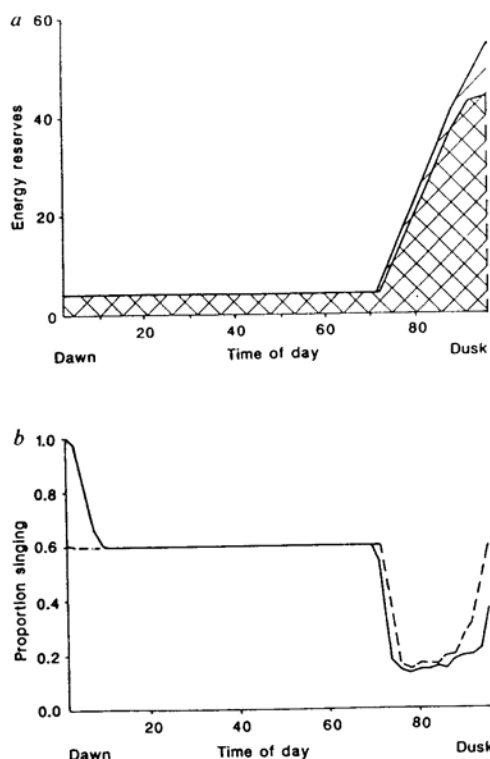 a
60
40
20
0
Energy reserves
20 40 60 80
Dawn Time of day Dusk
b
1.0
0.8
0.6
0.4
0.2
0.0
Proportion singing
20 40 60 80
Dawn Time of day Dusk